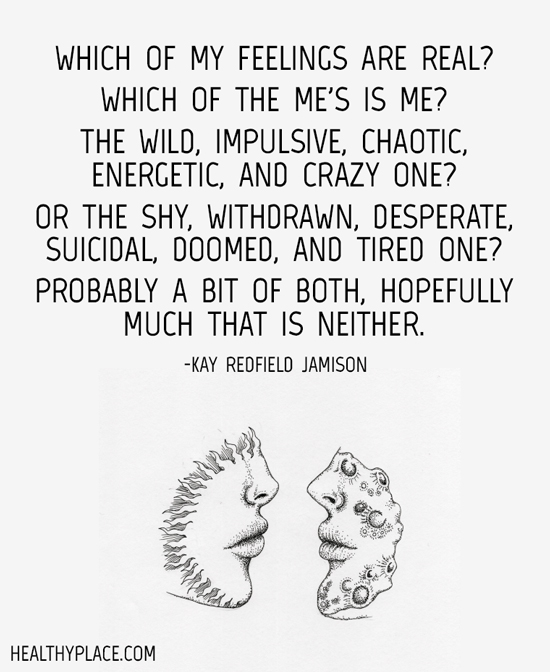 WHICH OF MY FEELINGS ARE REAL?
WHICH OF THE ME'S IS ME?
THE WILD, IMPULSIVE, CHAOTIC,
ENERGETIC, AND CRAZY ONE?
OR THE SHY, WITHDRAWN, DESPERATE,
SUICIDAL, DOOMED, AND TIRED ONE?
PROBABLY A BIT OF BOTH, HOPEFULLY
MUCH THAT IS NEITHER.
-KAY REDFIELD JAMISON
HEALTHYPLACE.COM